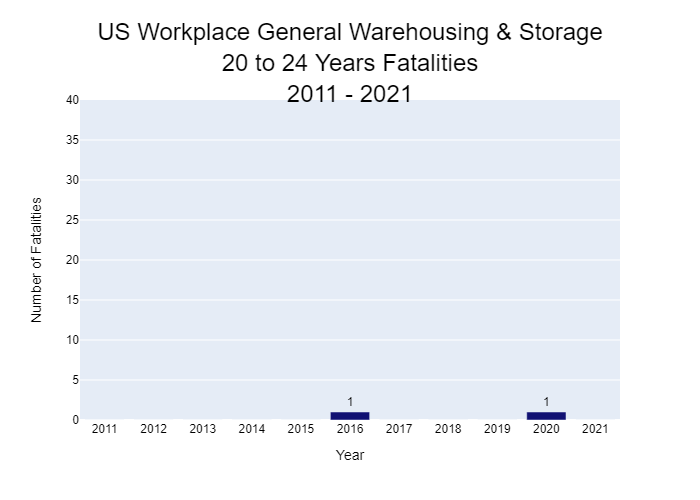 US Workplace General Warehousing & Storage
20 to 24 Years Fatalities
2011 - 2021
40
35
30
25
20
15
10
5
0
Number of Fatalities
1
1
2011 2012 2013 2014 2015 2016 2017 2018 2019 2020 2021
Year